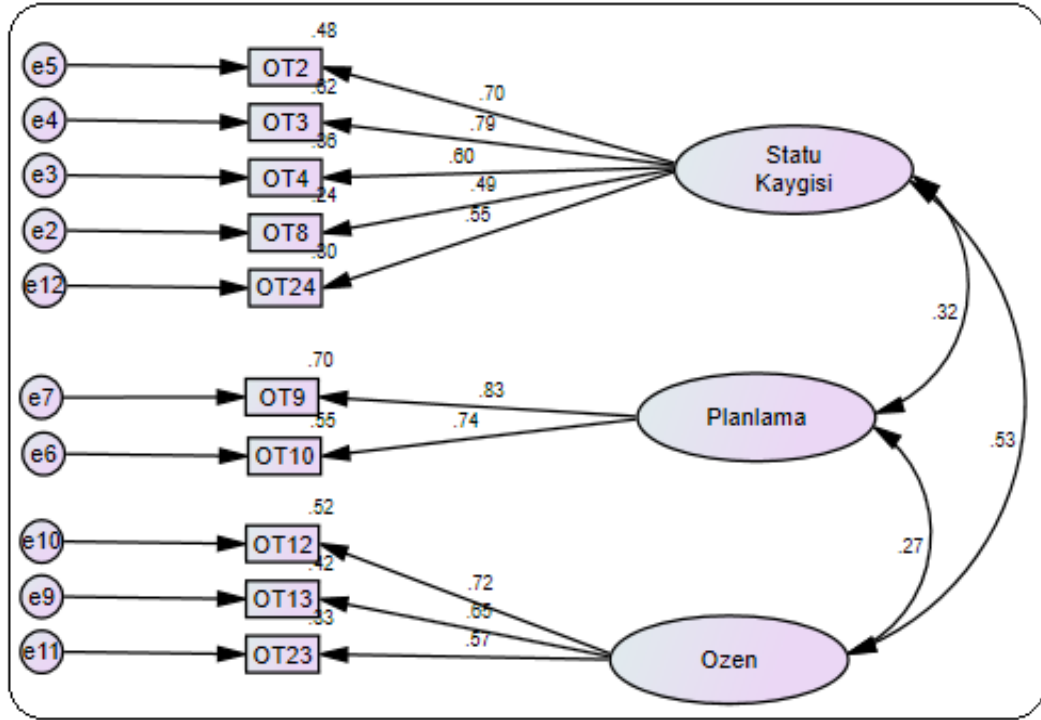 .48
e5
OT2
.70
.62
e4
OT3
.79
.36
e3
OT4
.60
Statu
Kaygisi
.24
e2
OT8
.49
.30
e12
OT24
.55
.32
.70
e7
OT9
.83
Planlama
.55
e6
OT10
.74
.53
.52
e10
OT12
.27
.42
e9
OT13
.72
.33
.65
e11
OT23
.57
Ozen